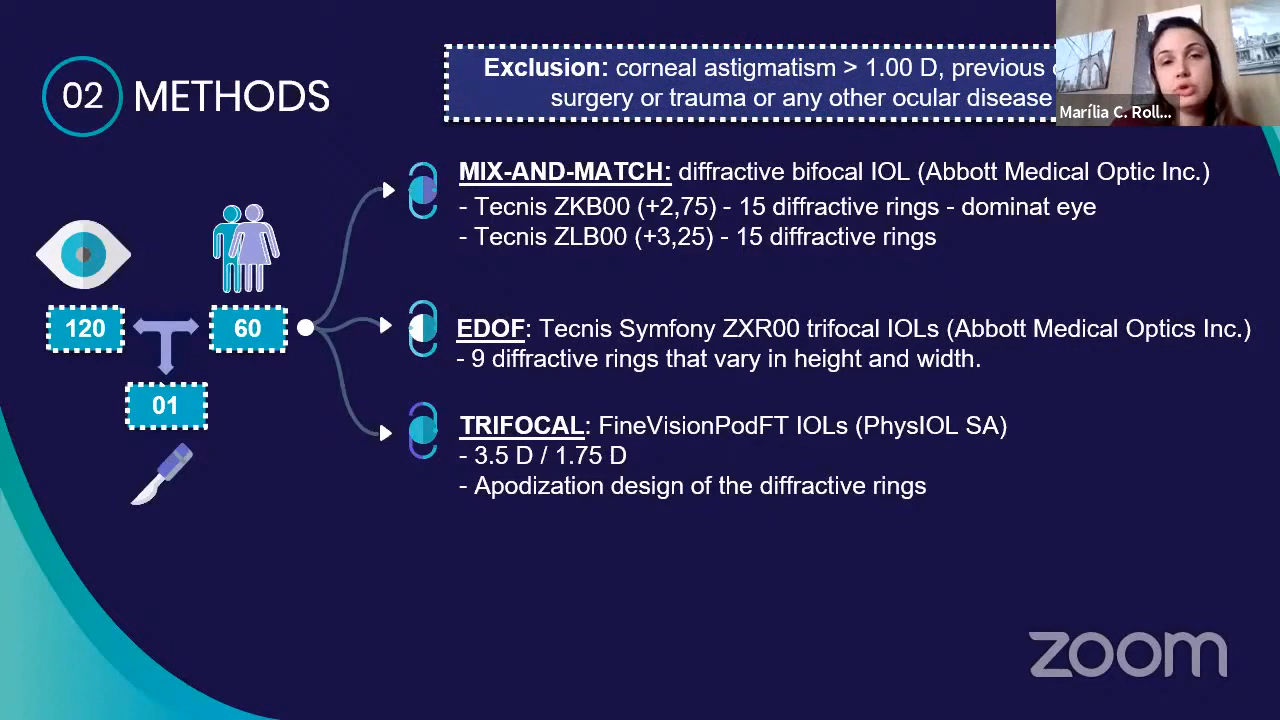 02 METHODS
Exclusion: corneal astigmatism > 1.00 D, previous
surgery or trauma or any other ocular disease
Marília C. Roll...
MIX-AND-MATCH: diffractive bifocal IOL (Abbott Medical Optic Inc.)
- Tecnis ZKB00 (+2,75) - 15 diffractive rings - dominat eye
- Tecnis ZLB00 (+3,25) - 15 diffractive rings
120
60
01
EDOF: Tecnis Symfony ZXR00 trifocal IOLs (Abbott Medical Optics Inc.)
- 9 diffractive rings that vary in height and width.
TRIFOCAL: FineVisionPodFT IOLs (PhysIOL SA)
- 3.5 D / 1.75 D
- Apodization design of the diffractive rings
zoom